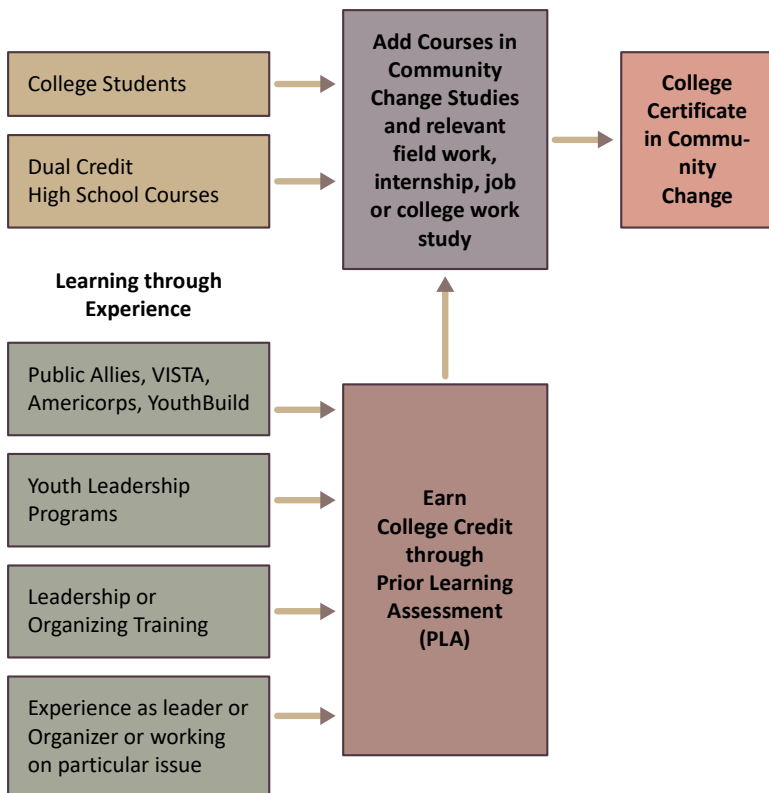 College Students
Dual Credit
High School Courses
Add Courses in
Community
Change Studies
and relevant
field work,
internship, job
or college work
study
College
Certificate
in Commu-
nity
Change
Learning through
Experience
Public Allies, VISTA,
Americorps, YouthBuild
Youth Leadership
Programs
Leadership or
Organizing Training
Experience as leader or
Organizer or working
on particular issue
Earn
College Credit
through
Prior Learning
Assessment
(PLA)